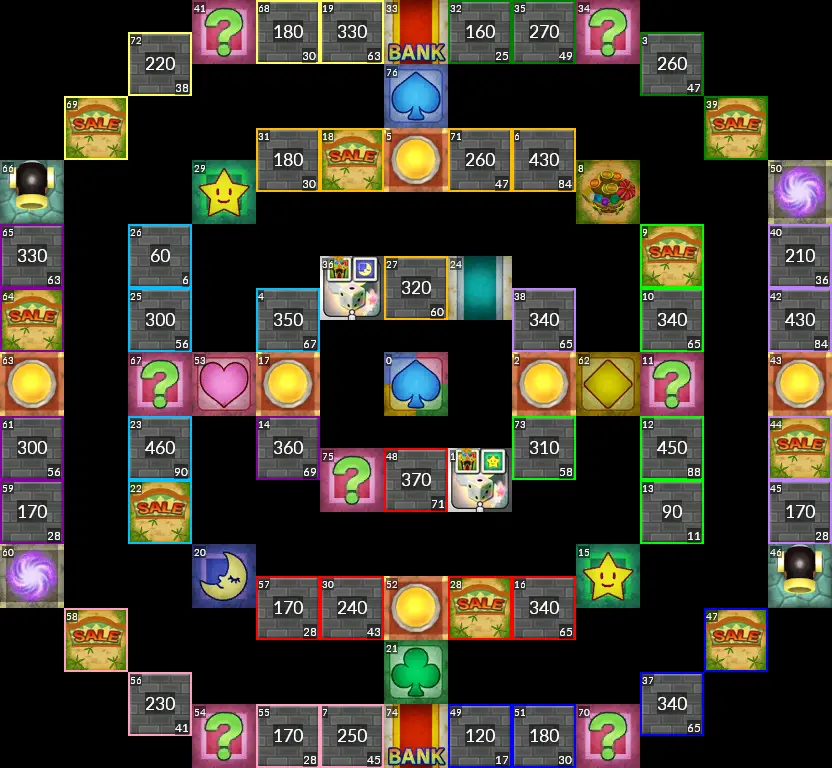 41 68 19 33 32 35 34
? 180 330 160 270 ?
30 63 BANK 25 49
72 3
220 260
38 47
76
69 39
SALE SALE
31 18 5 71 6
180 SALE 260 430
30 47 84
66 29 8 50
65 26 9 40
330 60 SALE 210
63 6 36
36 27 24
320
60
64 25 4 38 10 42
SALE 300 350 340 340 430
56 67 65 65 84
63 67 53 17 0 2 62 11 43
? ?
61 23 14 73 12 44
300 460 360 310 450 SALE
56 90 69 58 88
75 48 1
? 370
71
59 22 13 45
170 SALE 90 170
28 11 28
60 20 15 46
57 30 52 28 16
170 240 SALE 340
28 43 65
58 47
SALE SALE
21
56 37
230 340
41 65
54 55 7 74 49 51 70
? 170 250 120 180 ?
28 45 BANK 17 30